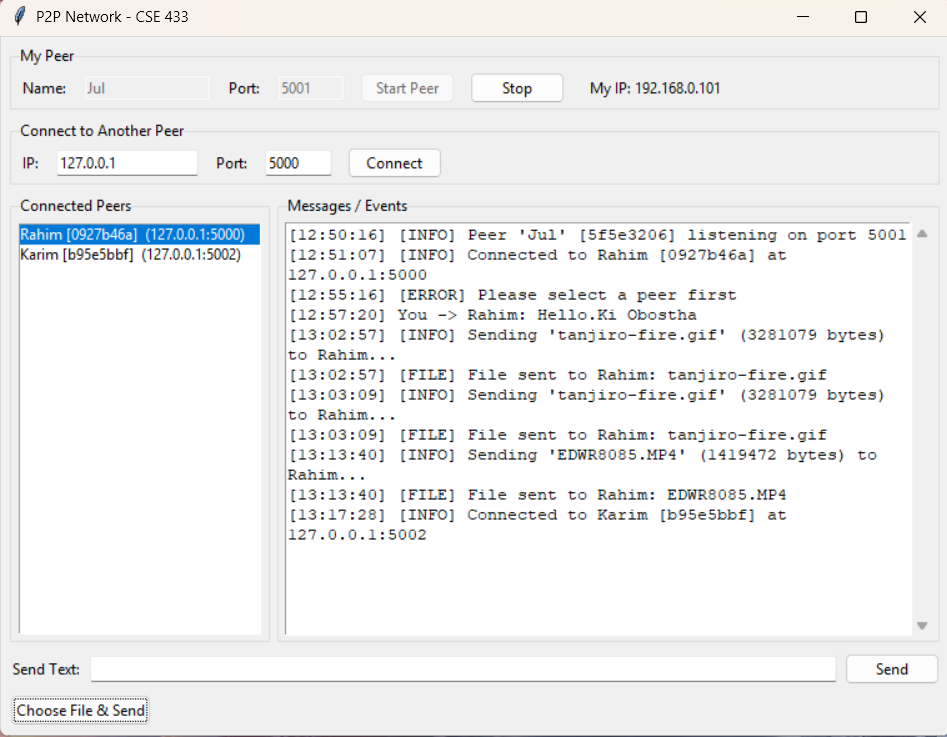 P2P Network - CSE 433
My Peer
Name: Jul Port: 5001 Start Peer Stop My IP: 192.168.0.101
Connect to Another Peer
IP: 127.0.0.1 Port: 5000 Connect
Connected Peers
Rahim [0927b46a] (127.0.0.1:5000)
Karim [b95e5bbf] (127.0.0.1:5002)
Messages / Events
[12:50:16] [INFO] Peer 'Jul' [5f5e3206] listening on port 5001
[12:51:07] [INFO] Connected to Rahim [0927b46a] at
127.0.0.1:5000
[12:55:16] [ERROR] Please select a peer first
[12:57:20] You -> Rahim: Hello.Ki Obostha
[13:02:57] [INFO] Sending 'tanjiro-fire.gif' (3281079 bytes)
to Rahim...
[13:02:57] [FILE] File sent to Rahim: tanjiro-fire.gif
[13:03:09] [INFO] Sending 'tanjiro-fire.gif' (3281079 bytes)
to Rahim...
[13:03:09] [FILE] File sent to Rahim: tanjiro-fire.gif
[13:13:40] [INFO] Sending 'EDWR8085.MP4' (1419472 bytes) to
Rahim...
[13:13:40] [FILE] File sent to Rahim: EDWR8085.MP4
[13:17:28] [INFO] Connected to Karim [b95e5bbf] at
127.0.0.1:5002
Send Text: Send
Choose File & Send